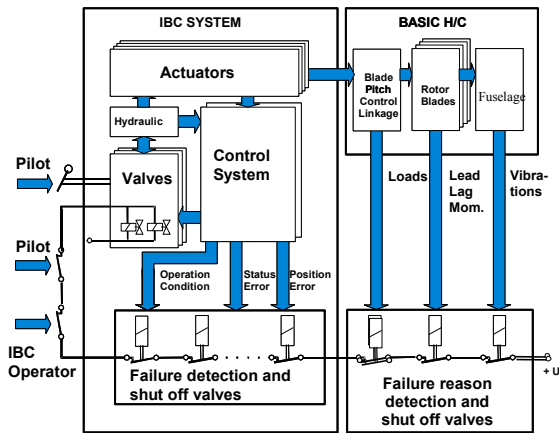 IBC SYSTEM
BASIC H/C
Actuators
Blade
Pitch
Control
Linkage
Rotor
Blades
Fuselage
Hydraulic
Control
System
Pilot
Valves
Loads
Lead
Lag
Mom.
Vibra-
tions
Pilot
Operation
Condition
Status
Error
Position
Error
IBC
Operator
Failure detection and
shut off valves
Failure reason
detection and
shut off valves
+ U